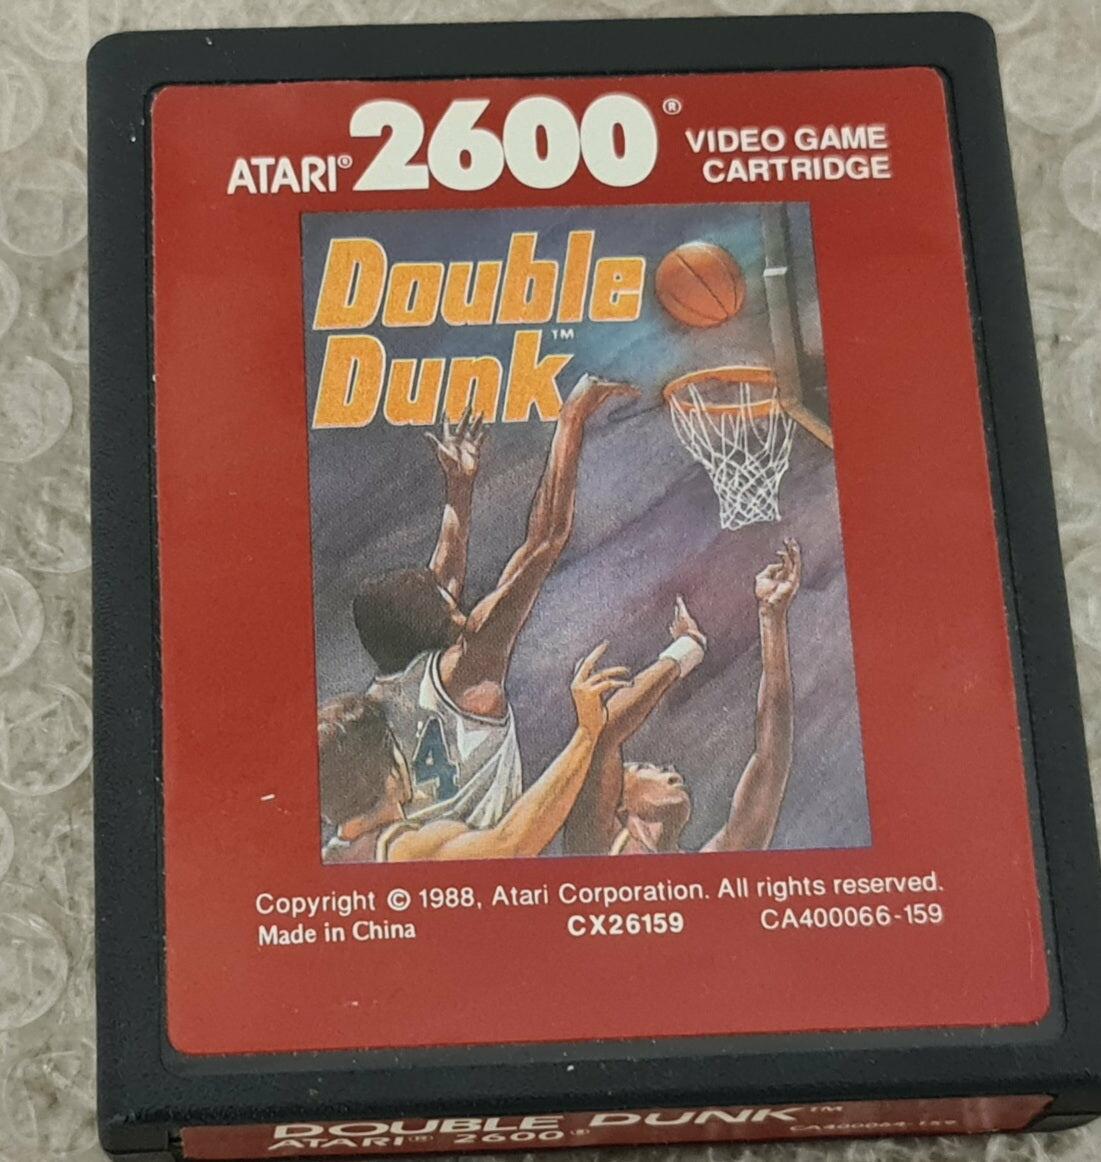 ATARI® 2600® VIDEO GAME
CARTRIDGE
Double
Dunk™
4
Copyright © 1988, Atari Corporation. All rights reserved.
Made in China CX26159 CA400066-159
DOUBLE DUNK™
ATARI® 2600®